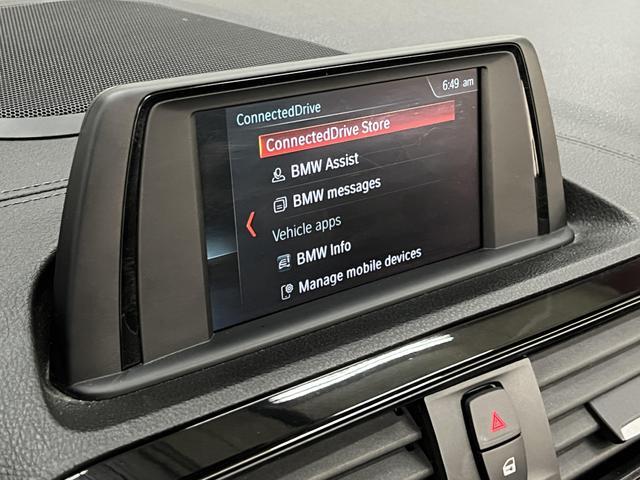 6:49 am
ConnectedDrive
ConnectedDrive Store
BMW Assist
BMW messages
Vehicle apps
BMW Info
Manage mobile devices